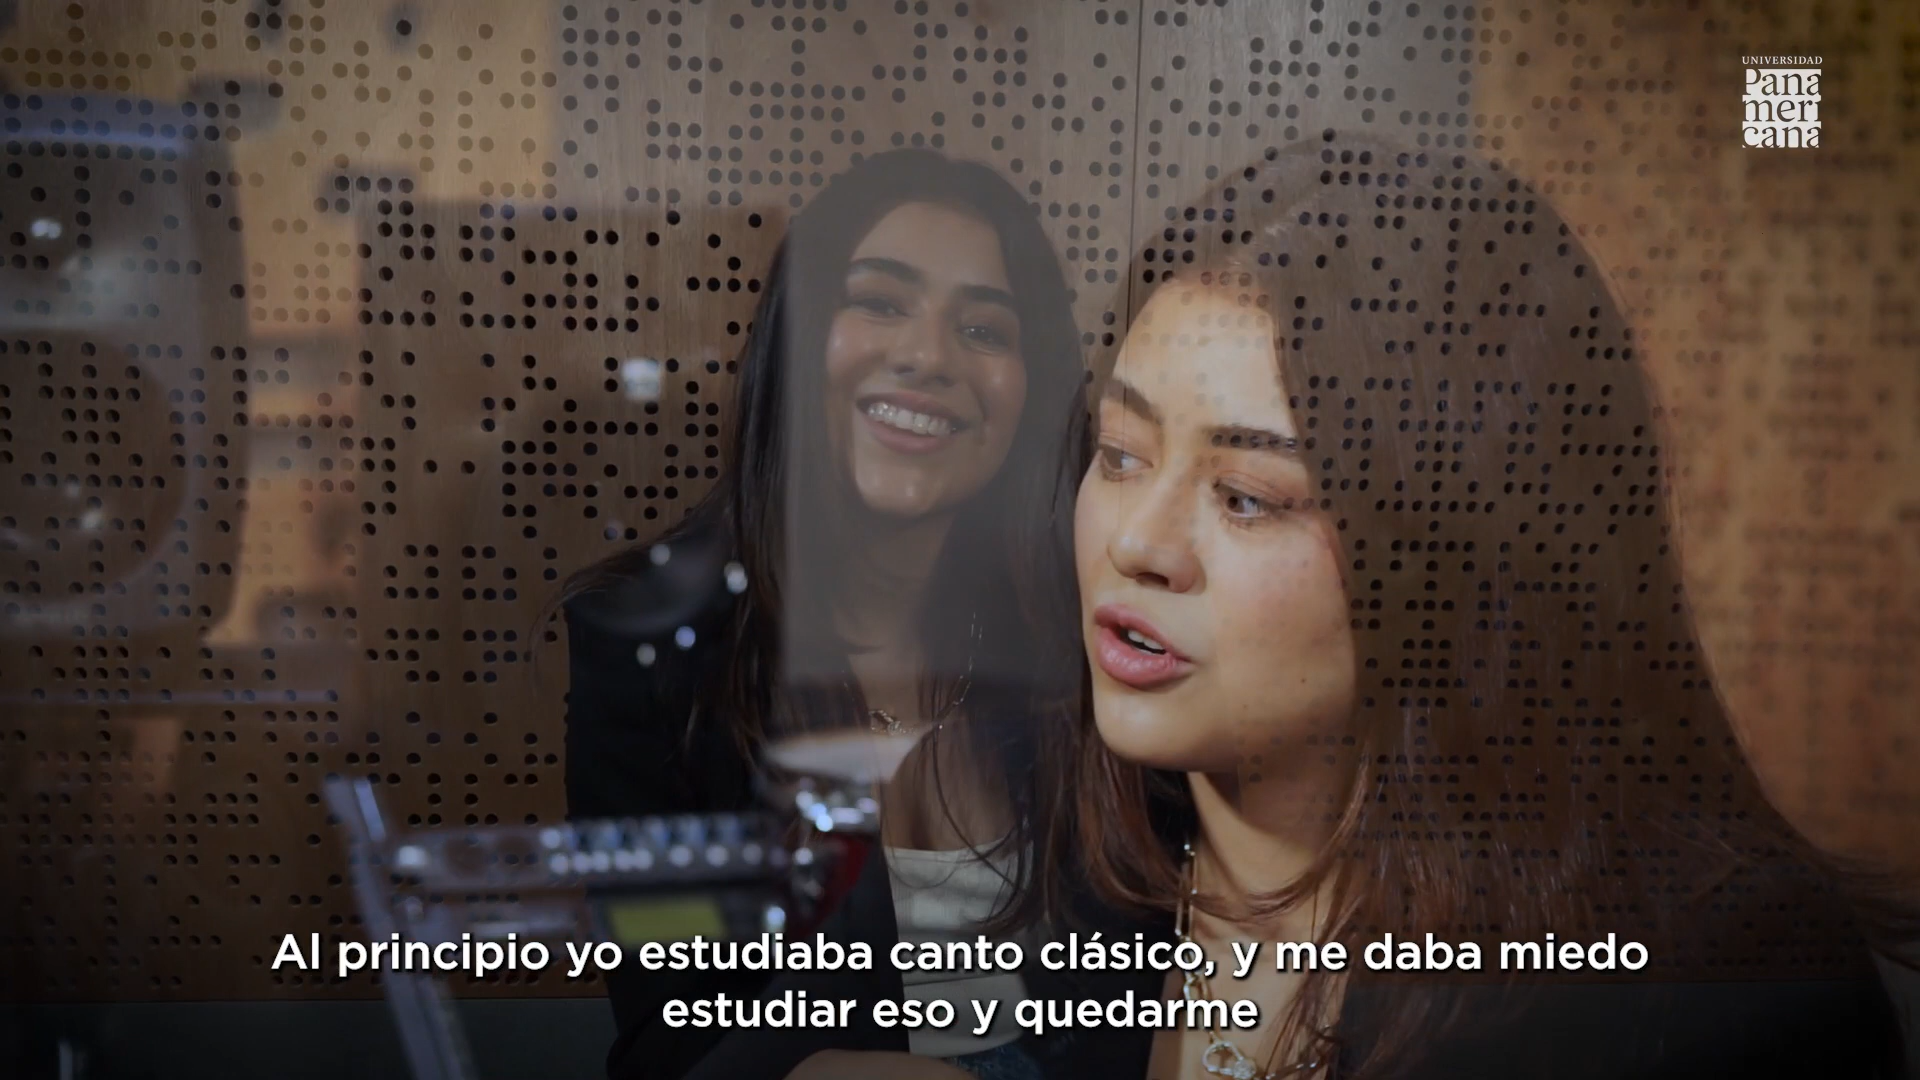 UNIVERSIDAD
Pana
meri
cana
Al principio yo estudiaba canto clásico, y me daba miedo
estudiar eso y quedarme